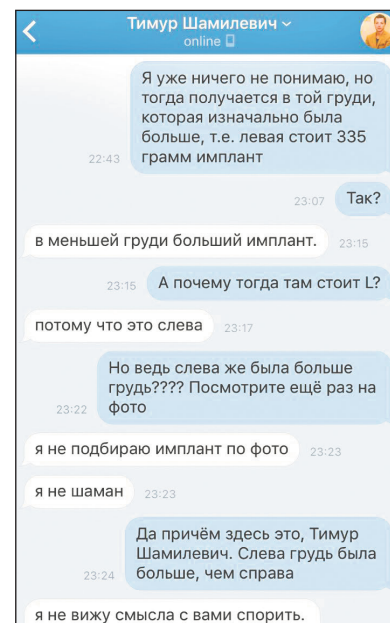 Тимур Шамилевич
online
Я уже ничего не понимаю, но
тогда получается в той груди,
которая изначально была
больше, т.е. левая стоит 335
грамм имплант
22:43
Так?
23:07
в меньшей груди больший имплант.
23:15
А почему тогда там стоит L?
23:15
потому что это слева
23:17
Но ведь слева же была больше
грудь???? Посмотрите ещё раз на
фото
23:22
я не подбираю имплант по фото
23:23
я не шаман
23:23
Да причём здесь это, Тимур
Шамилевич. Слева грудь была
больше, чем справа
23:24
я не вижу смысла с вами спорить.